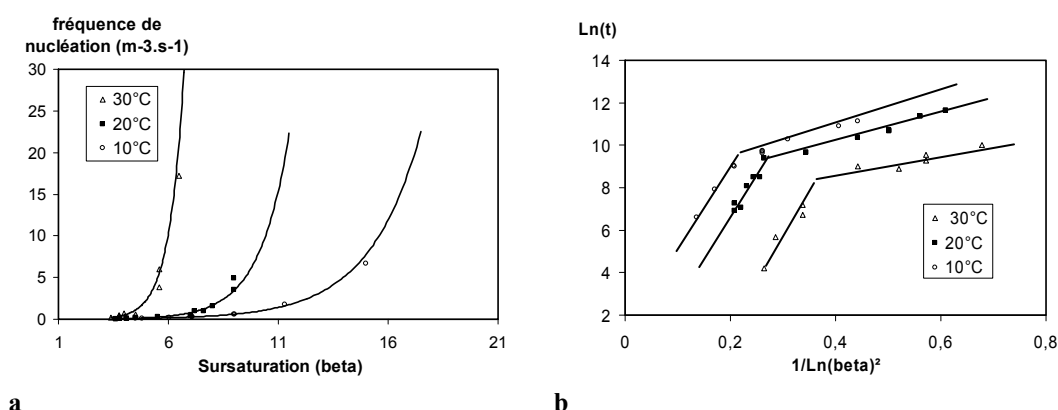 fréquence de
nucléation (m-3.s-1)
30
25
20
15
10
5
0
30°C
20°C
10°C
1 6 11 16 21
Sursaturation (beta)
a
Ln(t)
14
12
10
8
6
4
2
30°C
20°C
10°C
0 0,2 0,4 0,6 0,8
1/Ln(beta)²
b